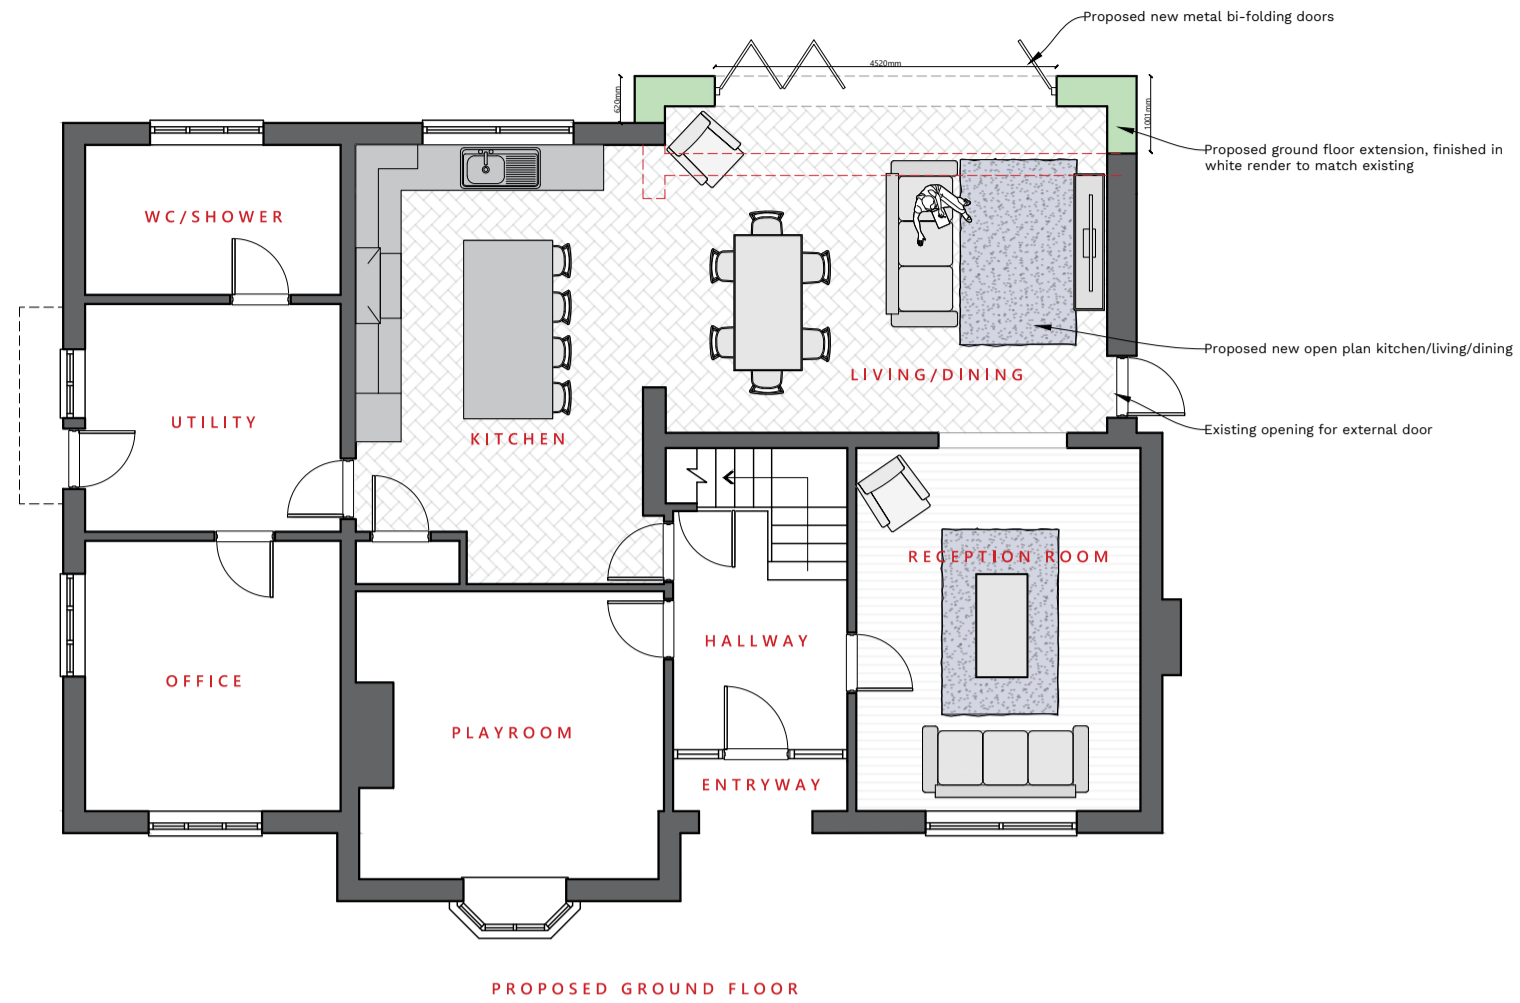 Proposed new metal bi-folding doors
4520mm
620mm
1001mm
Proposed ground floor extension, finished in
white render to match existing
WC/SHOWER
Proposed new open plan kitchen/living/dining
LIVING/DINING
UTILITY
KITCHEN
Existing opening for external door
RECEPTION ROOM
HALLWAY
OFFICE
PLAYROOM
ENTRYWAY
PROPOSED GROUND FLOOR